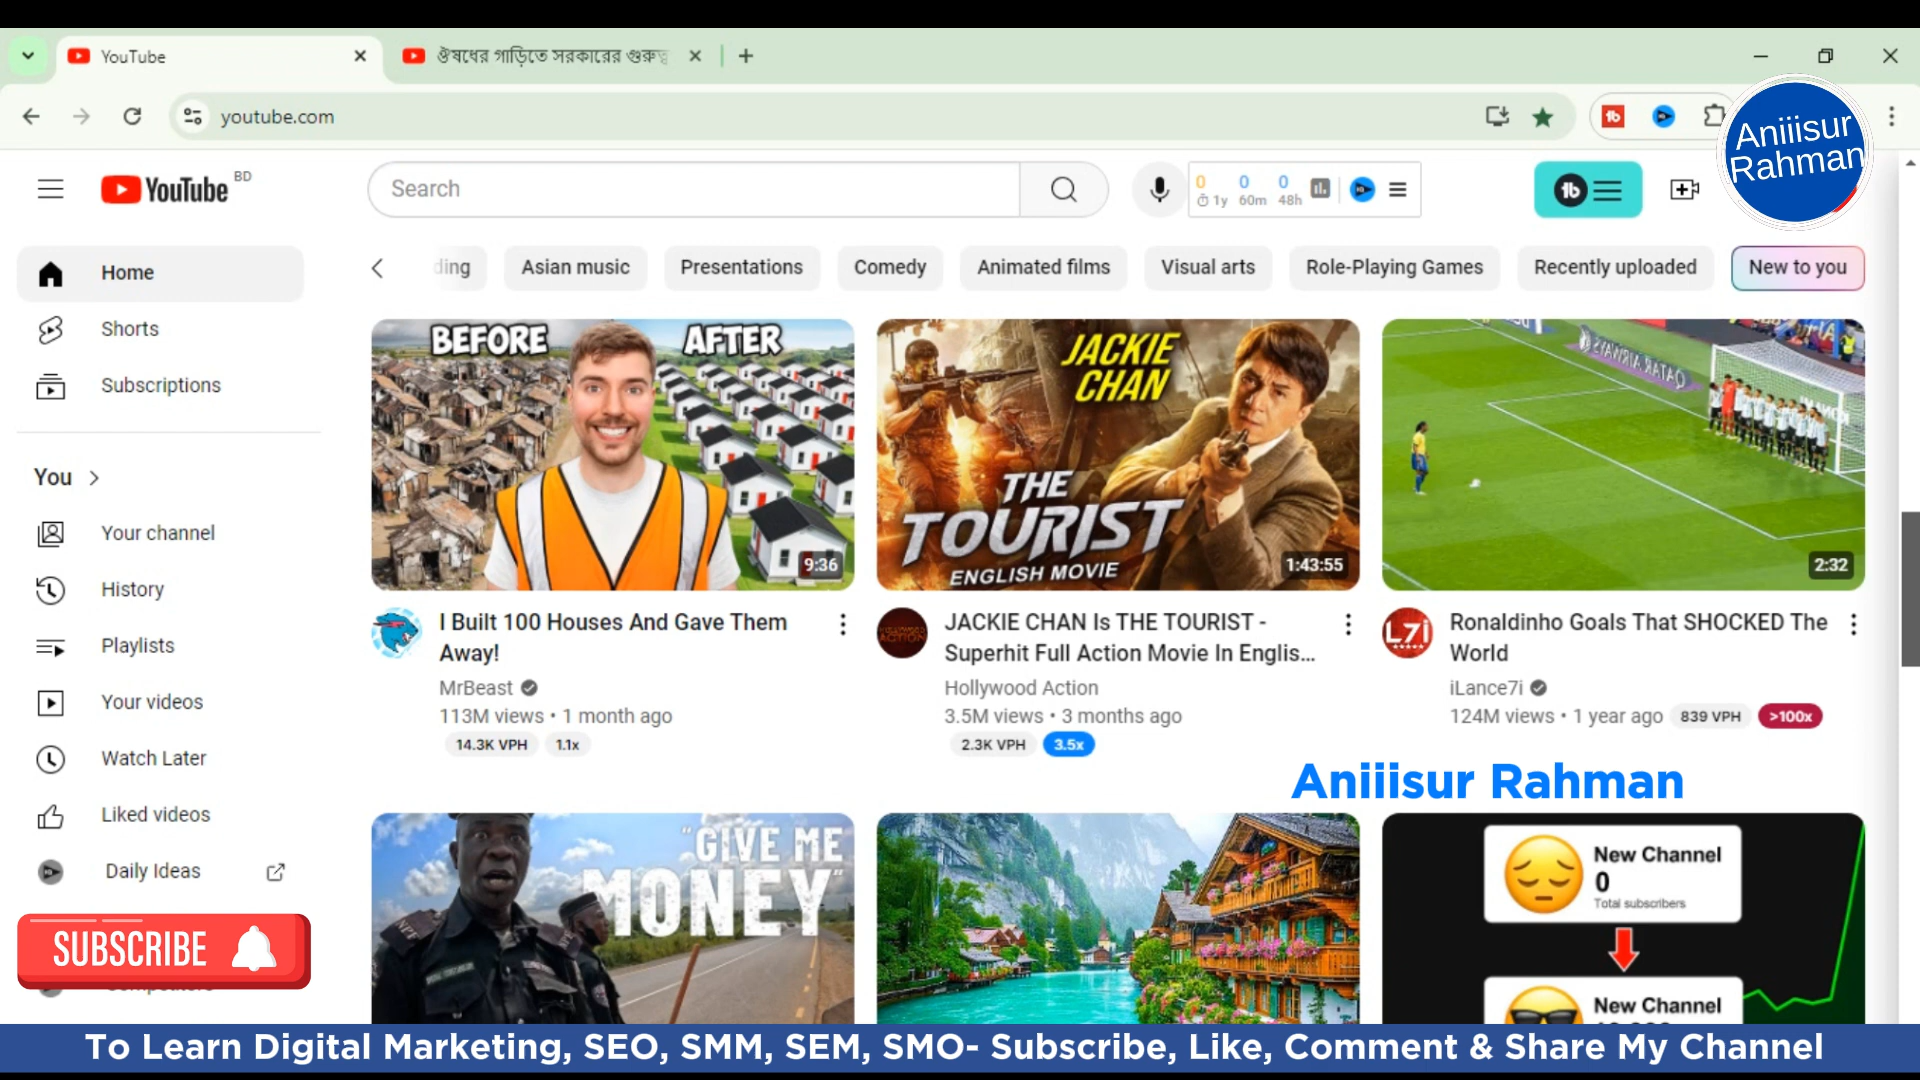 YouTube
ঔষধের গাড়িতে সরকারের গুরুত্ব
youtube.com
Aniiisur
Rahman
YouTube BD
Search
0 0 0
1y 60m 48h
ding
Asian music
Presentations
Comedy
Animated films
Visual arts
Role-Playing Games
Recently uploaded
New to you
Home
Shorts
Subscriptions
You
Your channel
History
Playlists
Your videos
Watch Later
Liked videos
Daily Ideas
SUBSCRIBE
BEFORE AFTER
9:36
I Built 100 Houses And Gave Them
Away!
MrBeast
113M views • 1 month ago
14.3K VPH 1.1x
JACKIE
CHAN
THE
TOURIST
ENGLISH MOVIE
1:43:55
JACKIE CHAN Is THE TOURIST -
Superhit Full Action Movie In Englis...
Hollywood Action
3.5M views • 3 months ago
2.3K VPH 3.5x
2:32
L7i
Ronaldinho Goals That SHOCKED The
World
iLance7i
124M views • 1 year ago 839 VPH >100x
Aniiisur Rahman
"GIVE ME
MONEY"
New Channel
0
Total subscribers
New Channel
To Learn Digital Marketing, SEO, SMM, SEM, SMO- Subscribe, Like, Comment & Share My Channel